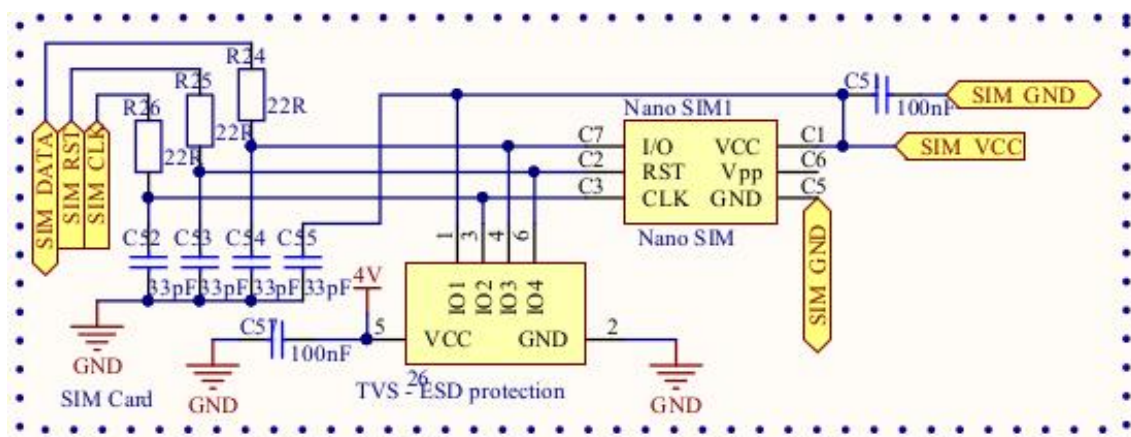 R24
22R
R25
22R
R26
22R
SIM DATA
SIM RST
SIM CLK
C5
100nF
SIM GND
SIM VCC
Nano SIM1
C7 I/O VCC C1
C2 RST Vpp C6
C3 CLK GND C5
Nano SIM
SIM GND
C52 C53 C54 C55
33pF 33pF 33pF 33pF
1 3 4 6
IO1 IO2 IO3 IO4
4V
C57
100nF
5 VCC GND 2
26
TVS - ESD protection
GND
SIM Card
GND
GND